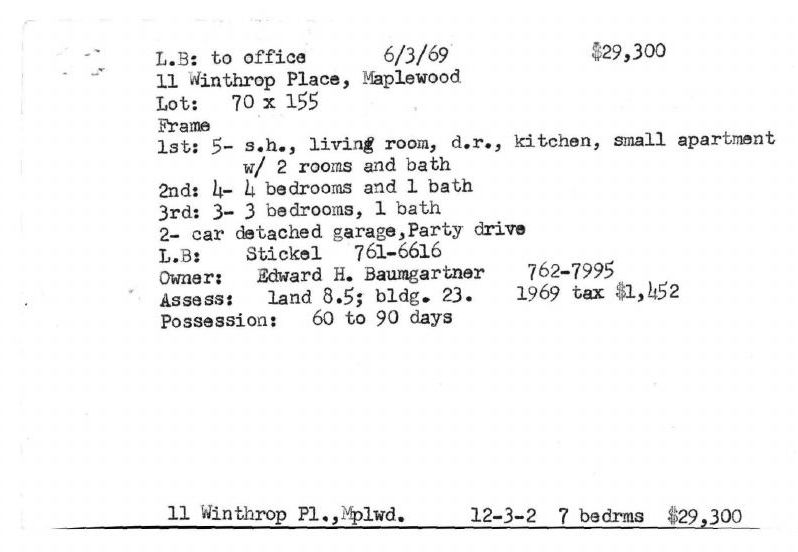 L.B: to office 6/3/69 $29,300
11 Winthrop Place, Maplewood
Lot: 70 x 155
Frame
1st: 5- s.h., living room, d.r., kitchen, small apartment
w/ 2 rooms and bath
2nd: 4- 4 bedrooms and 1 bath
3rd: 3- 3 bedrooms, 1 bath
2- car detached garage,Party drive
L.B: Stickel 761-6616
Owner: Edward H. Baumgartner 762-7995
Assess: land 8.5; bldg. 23. 1969 tax $1,452
Possession: 60 to 90 days
11 Winthrop Pl.,Mplwd. 12-3-2 7 bedrms $29,300